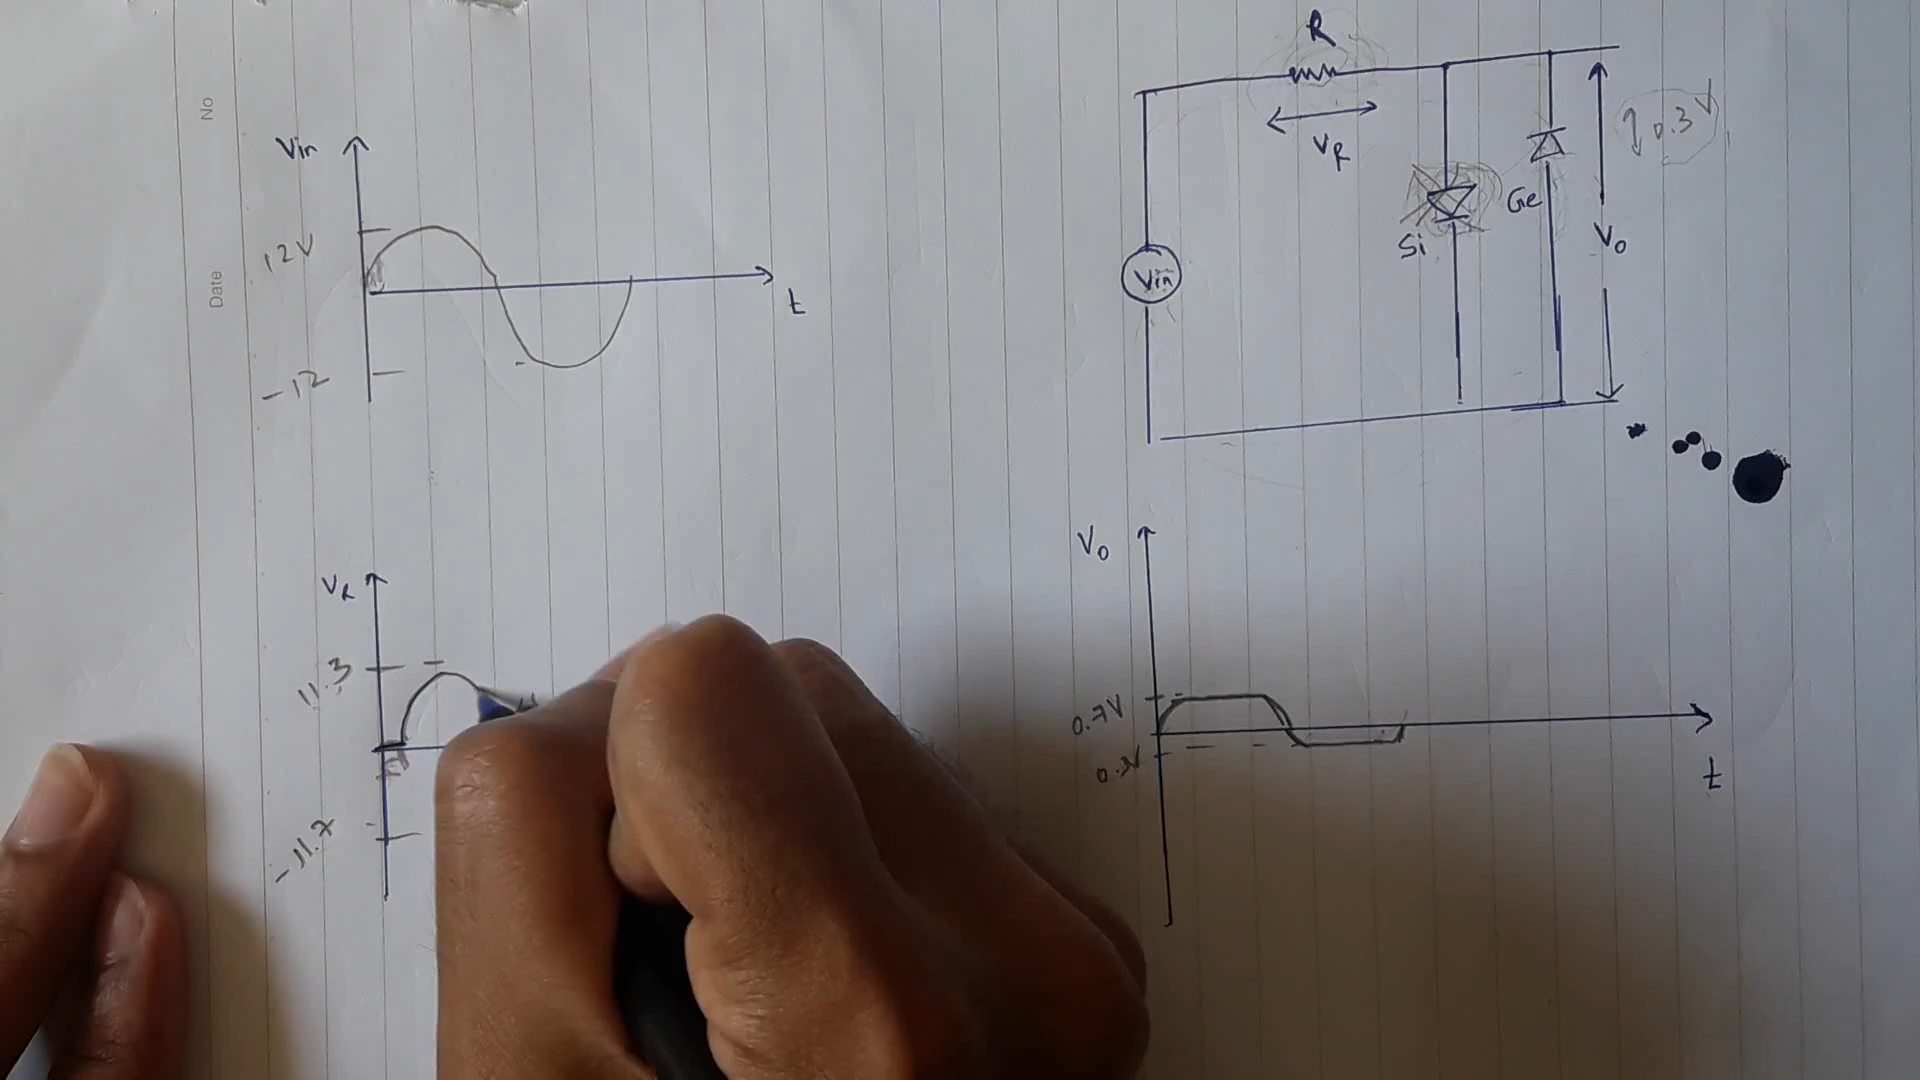 No
Date
Vin
12V
-12
t
R
VR
Vin
Si
Ge
Vo
0.3V
VR
11.3
-11.7
Vo
0.7V
0.3V
t